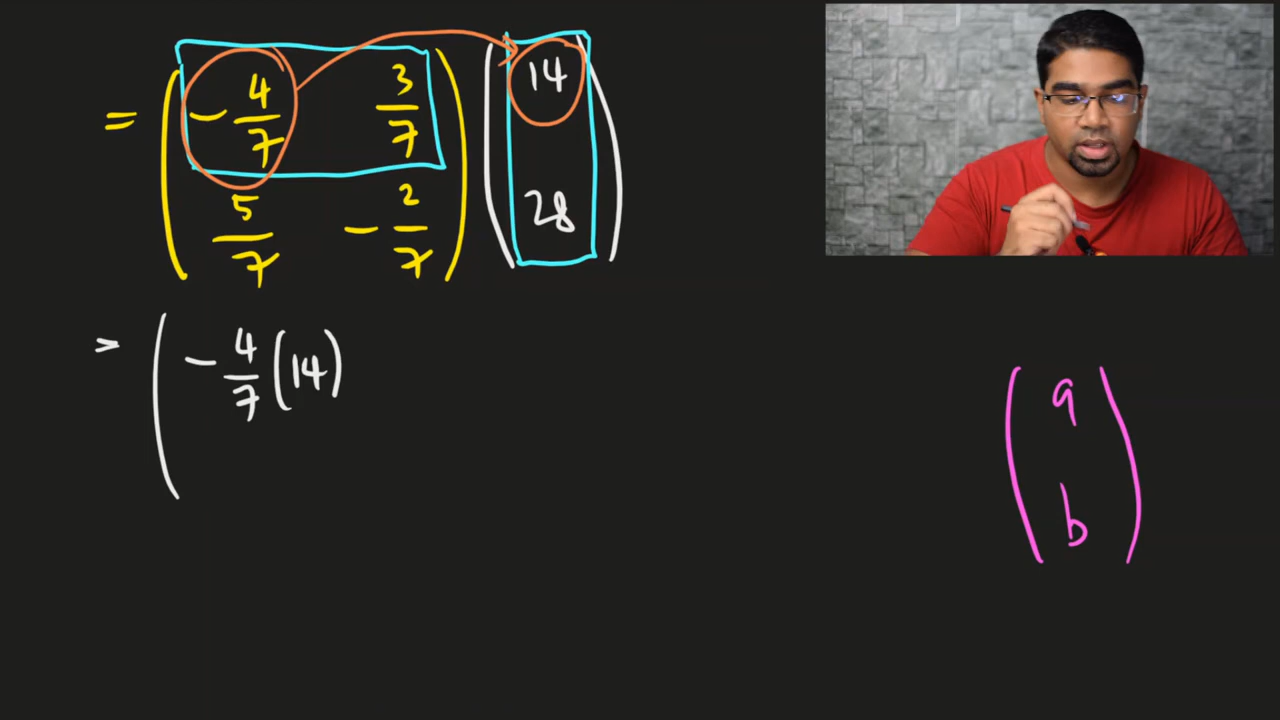 = ( -4/7 3/7 ) ( 14 )
( 5/7 -2/7 ) ( 28 )
= ( -4/7 (14)
( a
b )